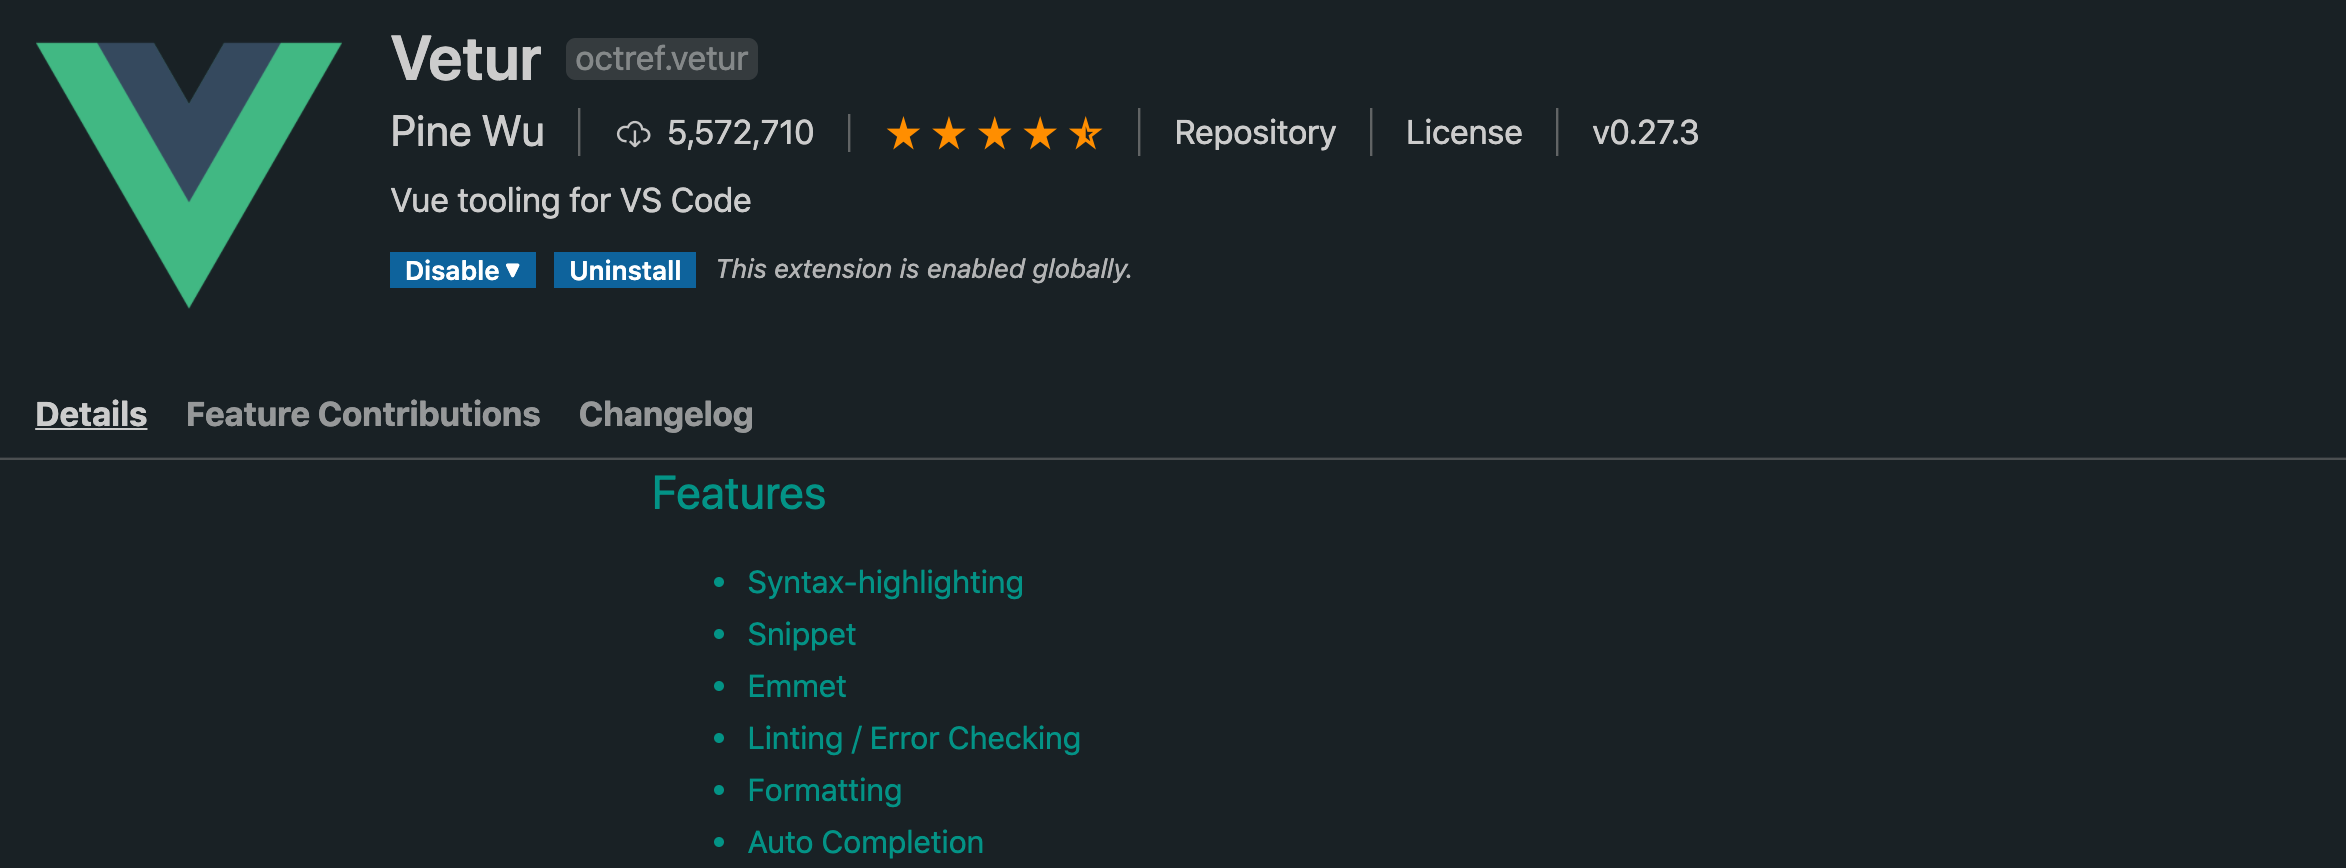 Vetur octref.vetur
Pine Wu 5,572,710 Repository License v0.27.3
Vue tooling for VS Code
Disable Uninstall This extension is enabled globally.
Details Feature Contributions Changelog
Features
• Syntax-highlighting
• Snippet
• Emmet
• Linting / Error Checking
• Formatting
• Auto Completion